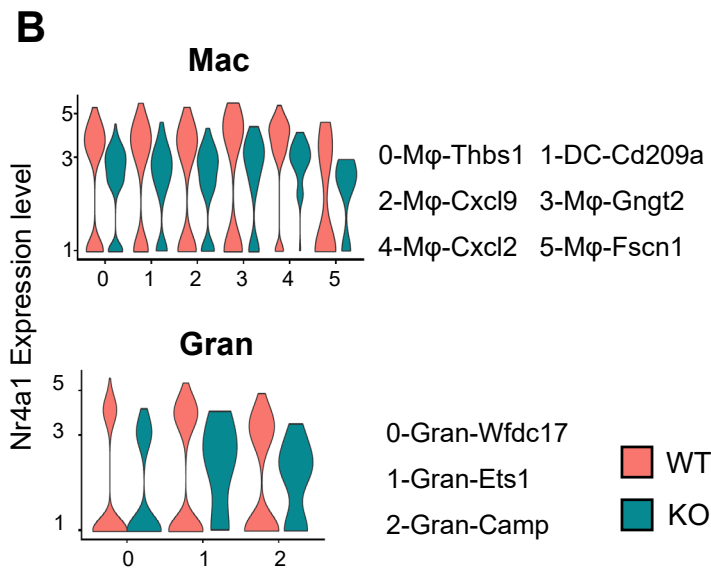 B
Mac
Nr4a1 Expression level
5
3
1
0 1 2 3 4 5
0-Mφ-Thbs1 1-DC-Cd209a
2-Mφ-Cxcl9 3-Mφ-Gngt2
4-Mφ-Cxcl2 5-Mφ-Fscn1
Gran
5
3
1
0 1 2
0-Gran-Wfdc17
1-Gran-Ets1
2-Gran-Camp
WT
KO